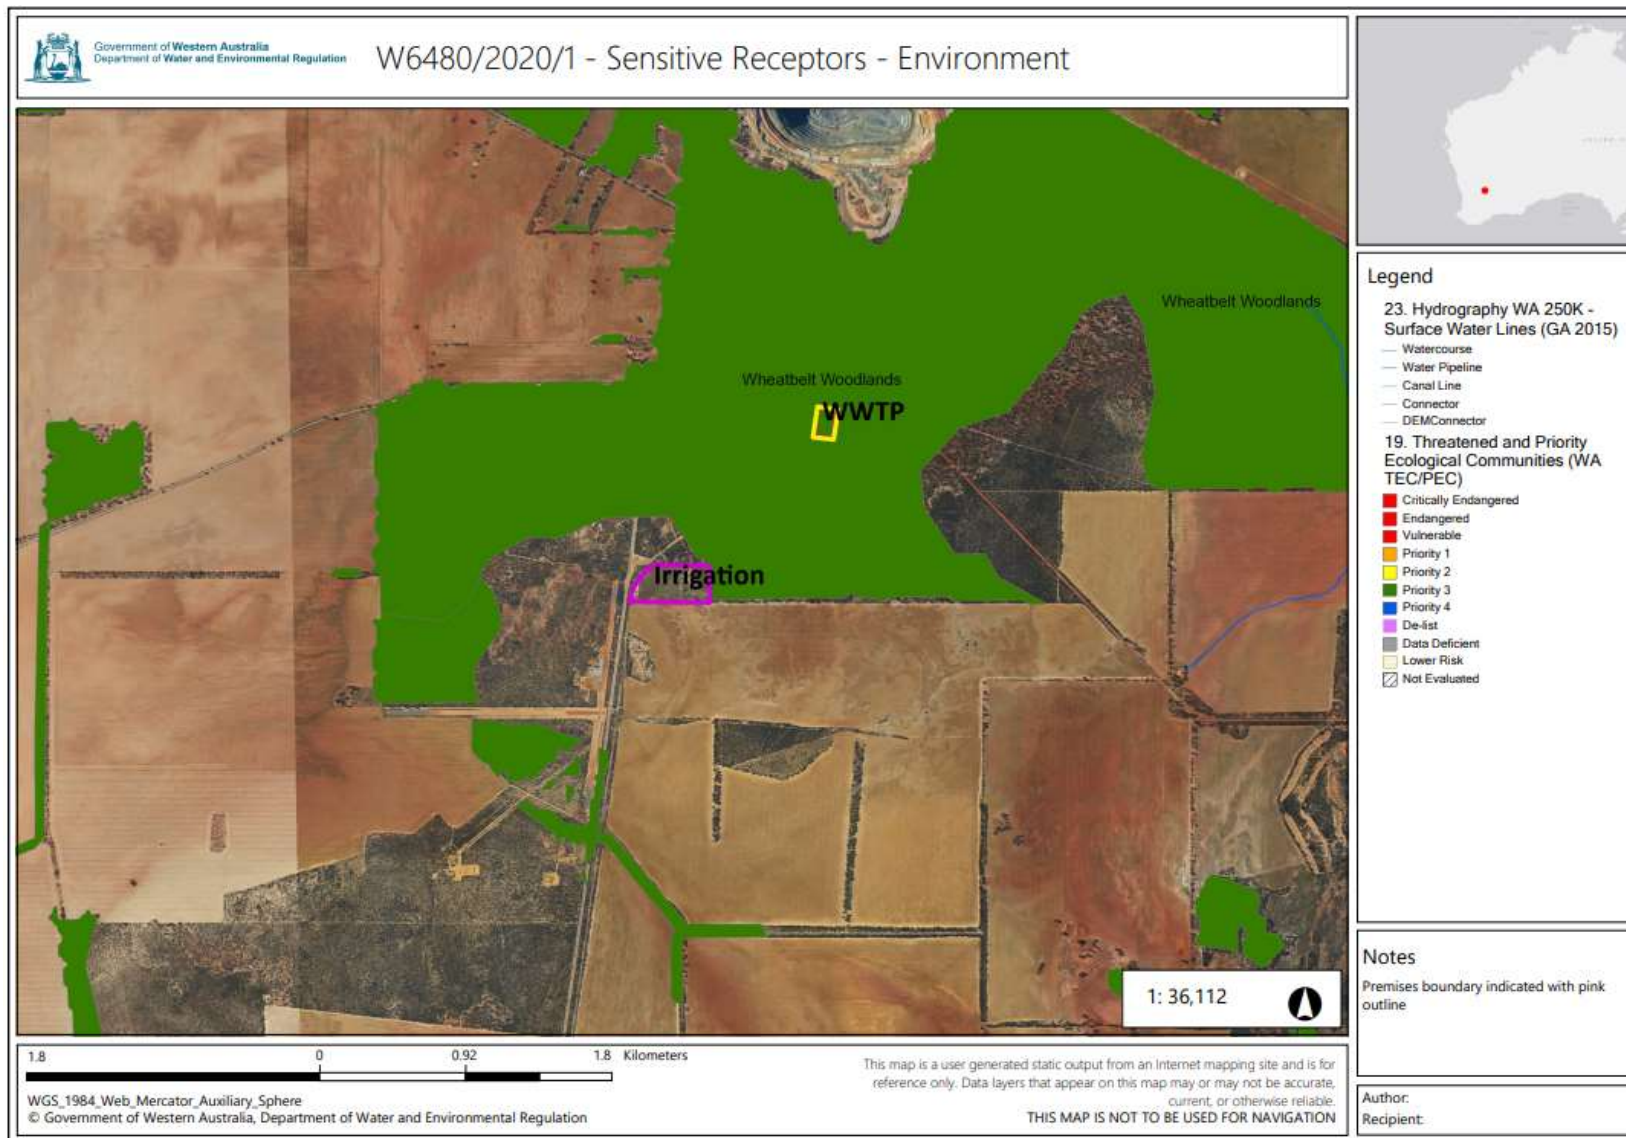 Government of Western Australia
Department of Water and Environmental Regulation
W6480/2020/1 - Sensitive Receptors - Environment
Wheatbelt Woodlands
Wheatbelt Woodlands
WWTP
Irrigation
1: 36,112
Legend
23. Hydrography WA 250K -
Surface Water Lines (GA 2015)
Watercourse
Water Pipeline
Canal Line
Connector
DEMConnector
19. Threatened and Priority
Ecological Communities (WA
TEC/PEC)
Critically Endangered
Endangered
Vulnerable
Priority 1
Priority 2
Priority 3
Priority 4
De-list
Data Deficient
Lower Risk
Not Evaluated
Notes
Premises boundary indicated with pink
outline
Author:
Recipient:
1.8 0 0.92 1.8 Kilometers
WGS_1984_Web_Mercator_Auxiliary_Sphere
© Government of Western Australia, Department of Water and Environmental Regulation
This map is a user generated static output from an Internet mapping site and is for
reference only. Data layers that appear on this map may or may not be accurate,
current, or otherwise reliable.
THIS MAP IS NOT TO BE USED FOR NAVIGATION